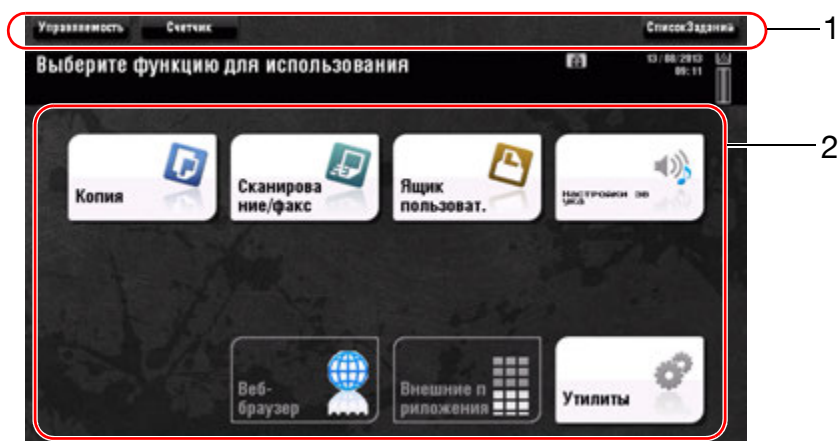 Управляемость Счетчик СписокЗаданий 1
Выберите функцию для использования 13/08/2013
09:11
2
Копия
Сканирова
ние/факс
Ящик
пользоват.
Настройки зв
ука
Веб-
браузер
Внешние п
риложения
Утилиты